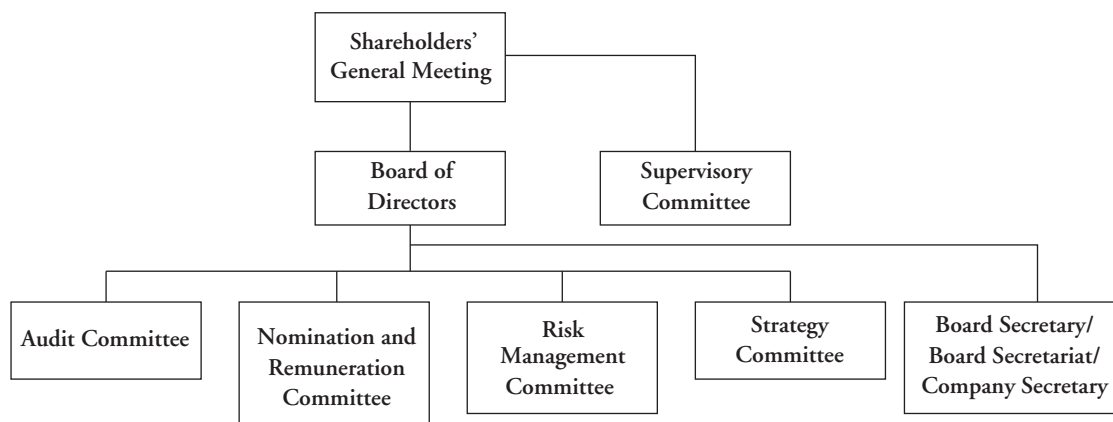 Shareholders’
General Meeting
Board of
Directors
Supervisory
Committee
Audit Committee
Nomination and
Remuneration
Committee
Risk
Management
Committee
Strategy
Committee
Board Secretary/
Board Secretariat/
Company Secretary